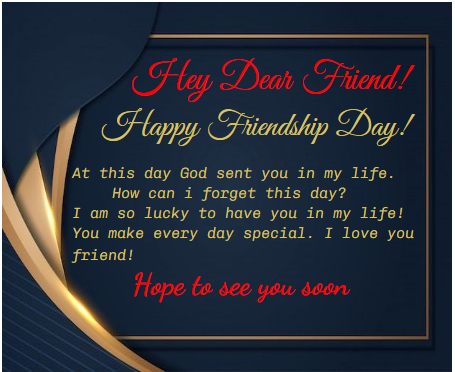 Hey Dear Friend!
Happy Friendship Day!
At this day God sent you in my life.
How can i forget this day?
I am so lucky to have you in my life!
You make every day special. I love you
friend!
Hope to see you soon